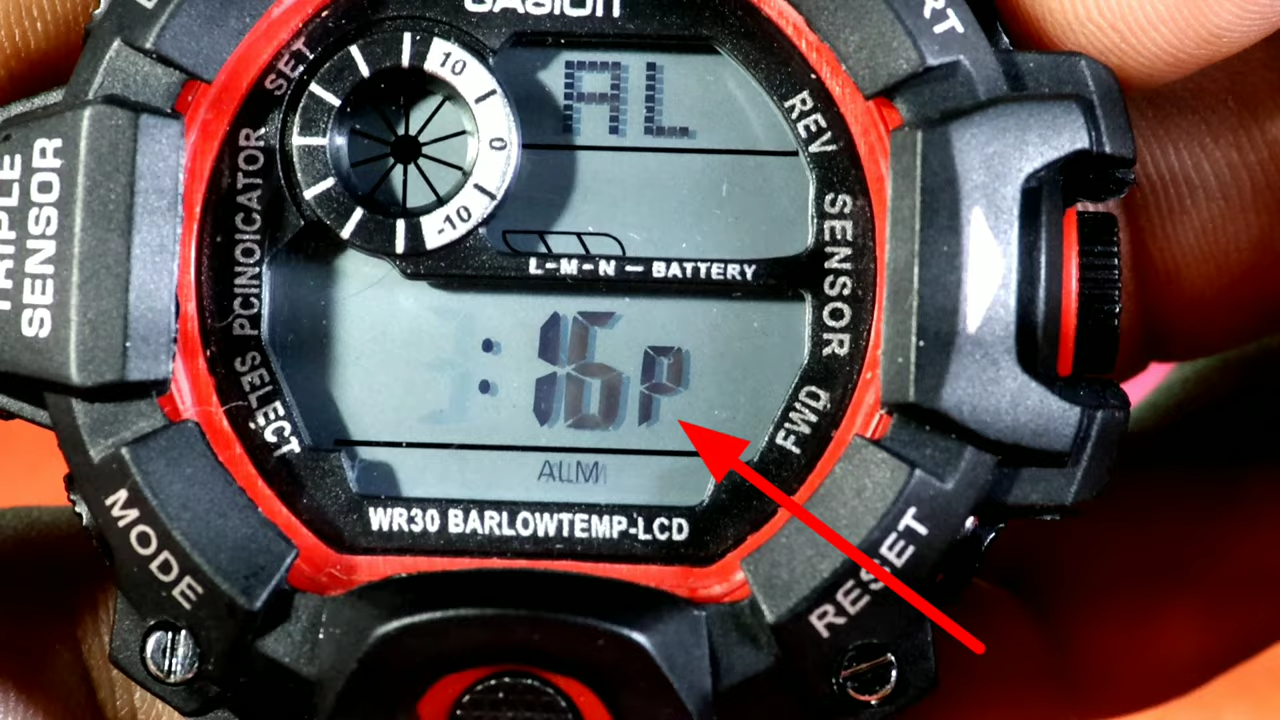 CASIOIT
SET
10
0
-10
AL
REV
SENSOR
FWD
PCINOICATOR
SELECT
L-M-N - BATTERY
:16P
ALM
WR30 BARLOWTEMP-LCD
TRIPLE
SENSOR
MODE
RESET